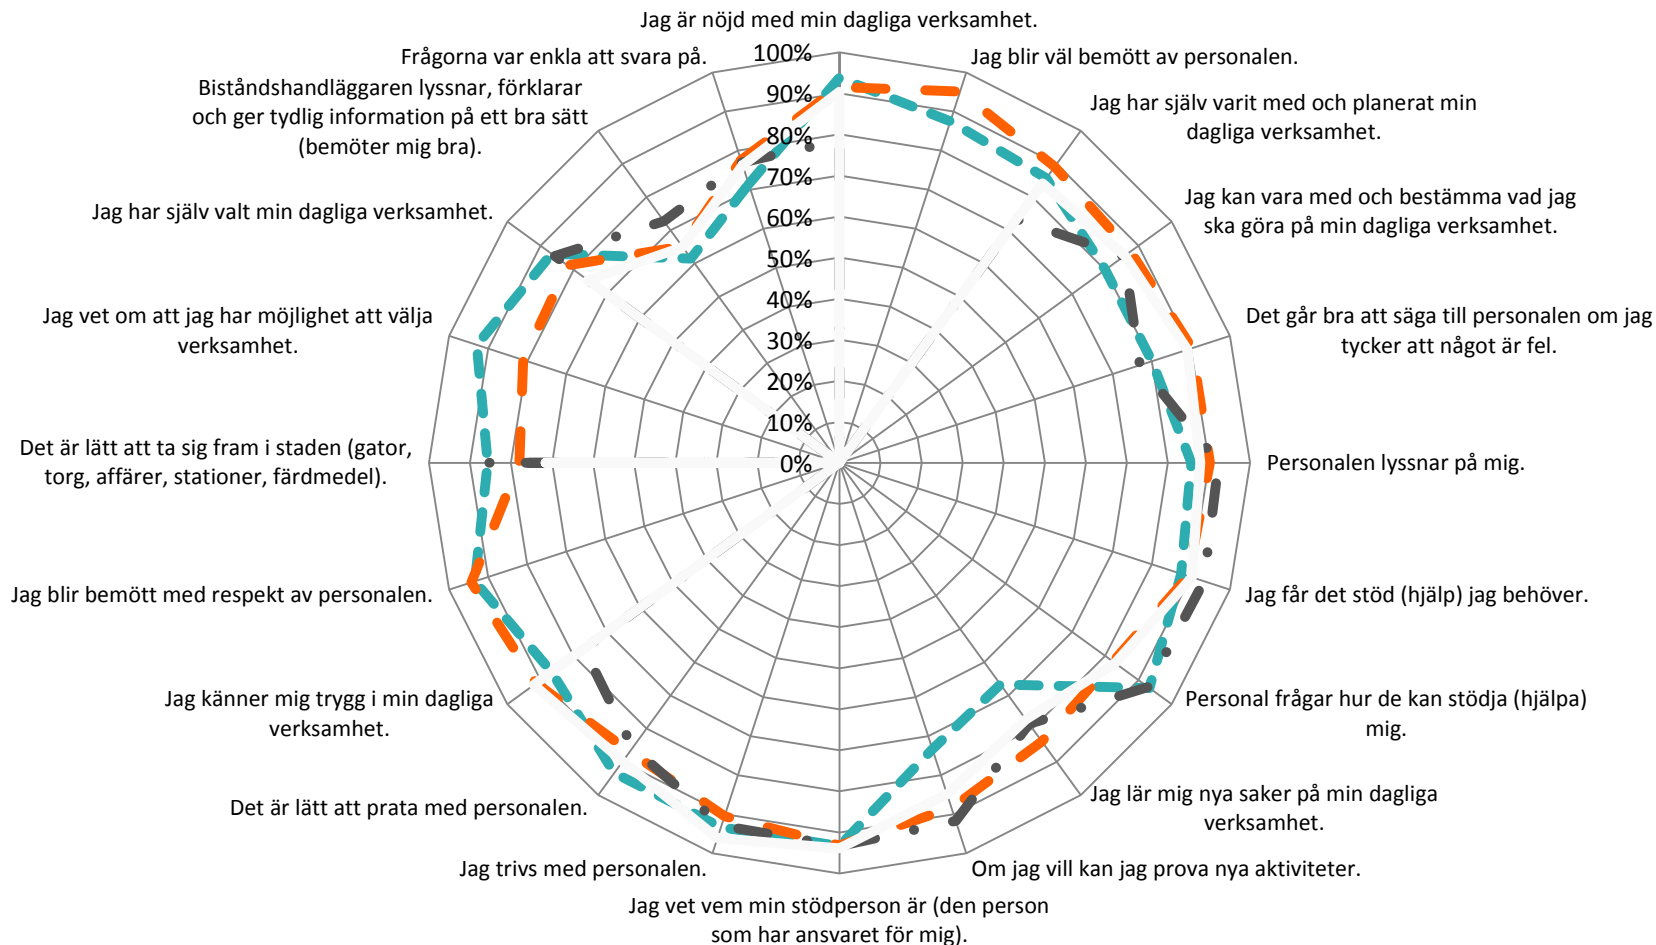 Jag är nöjd med min dagliga verksamhet.
Jag blir väl bemött av personalen.
Jag har själv varit med och planerat min
dagliga verksamhet.
Jag kan vara med och bestämma vad jag
ska göra på min dagliga verksamhet.
Det går bra att säga till personalen om jag
tycker att något är fel.
Personalen lyssnar på mig.
Jag får det stöd (hjälp) jag behöver.
Personal frågar hur de kan stödja (hjälpa)
mig.
Jag lär mig nya saker på min dagliga
verksamhet.
Om jag vill kan jag prova nya aktiviteter.
Jag vet vem min stödperson är (den person
som har ansvaret för mig).
Jag trivs med personalen.
Det är lätt att prata med personalen.
Jag känner mig trygg i min dagliga
verksamhet.
Jag blir bemött med respekt av personalen.
Det är lätt att ta sig fram i staden (gator,
torg, affärer, stationer, färdmedel).
Jag vet om att jag har möjlighet att välja
verksamhet.
Jag har själv valt min dagliga verksamhet.
Biståndshandläggaren lyssnar, förklarar
och ger tydlig information på ett bra sätt
(bemöter mig bra).
Frågorna var enkla att svara på.
100%
90%
80%
70%
60%
50%
40%
30%
20%
10%
0%